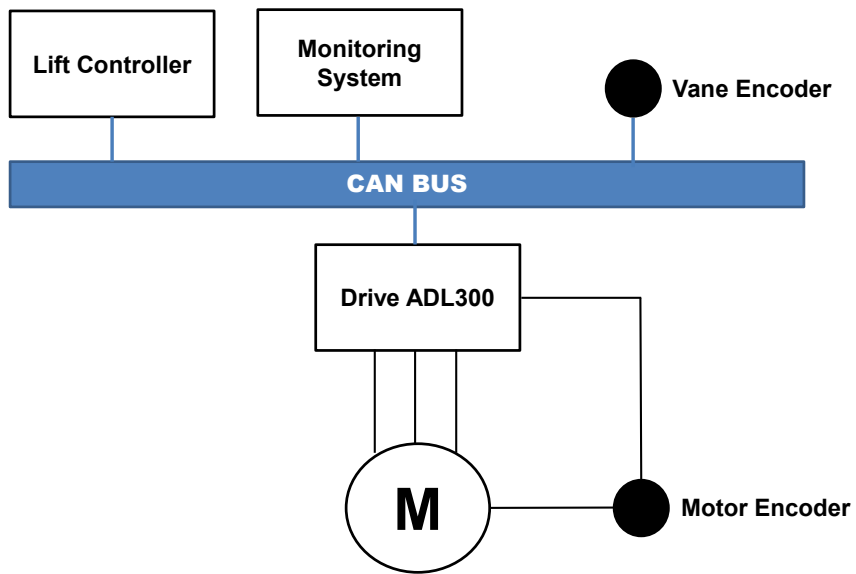 Lift Controller
Monitoring
System
Vane Encoder
CAN BUS
Drive ADL300
M
Motor Encoder